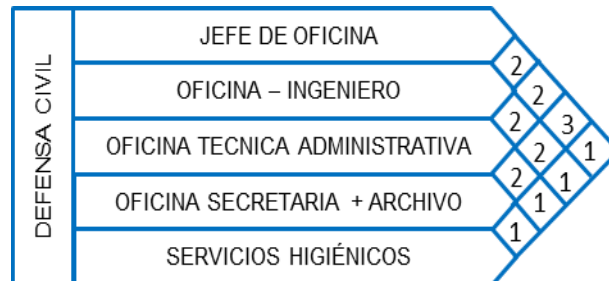 DEFENSA CIVIL
JEFE DE OFICINA
OFICINA – INGENIERO
OFICINA TECNICA ADMINISTRATIVA
OFICINA SECRETARIA + ARCHIVO
SERVICIOS HIGIÉNICOS
2
2
2
3
2
1
2
1
1
1